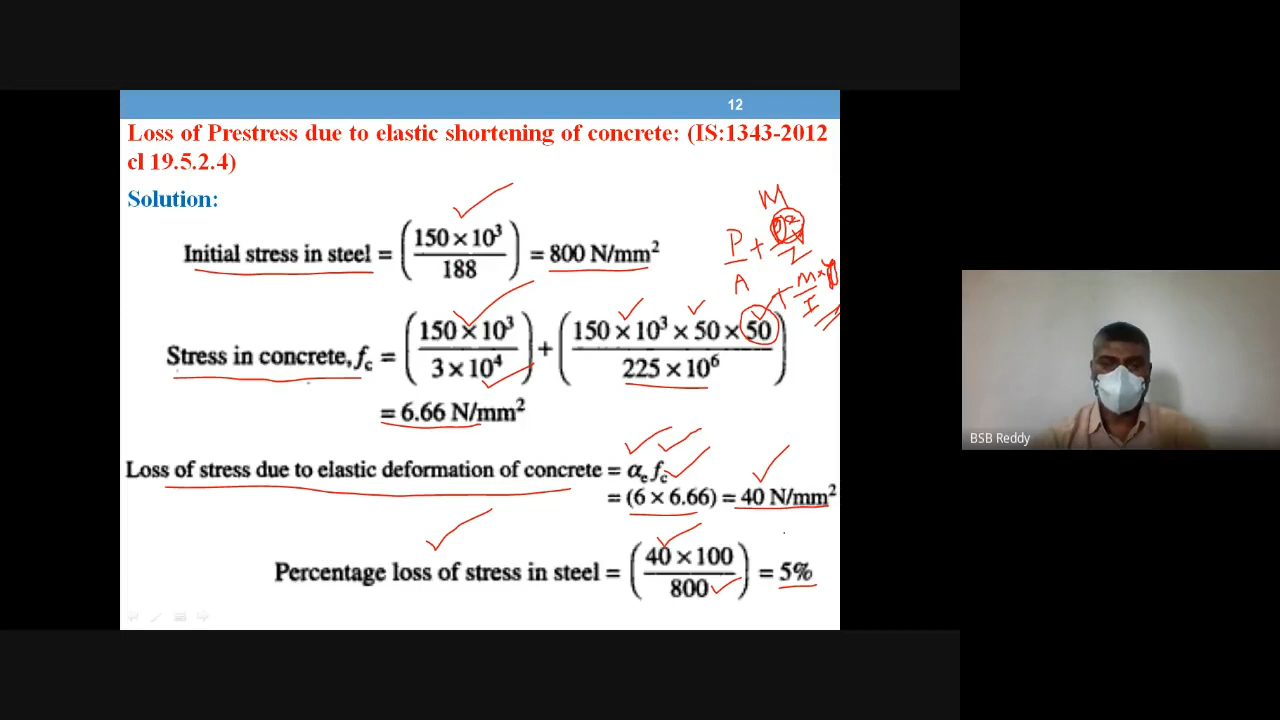 12
Loss of Prestress due to elastic shortening of concrete: (IS:1343-2012
cl 19.5.2.4)
Solution:
Initial stress in steel = (150 × 10³ / 188) = 800 N/mm²
Stress in concrete, f_c = (150 × 10³ / 3 × 10⁴) + (150 × 10³ × 50 × 50 / 225 × 10⁶)
= 6.66 N/mm²
Loss of stress due to elastic deformation of concrete = α_e f_c
= (6 × 6.66) = 40 N/mm²
Percentage loss of stress in steel = (40 × 100 / 800) = 5%
M
P
+
A
Z
+ M ×
I
BSB Reddy